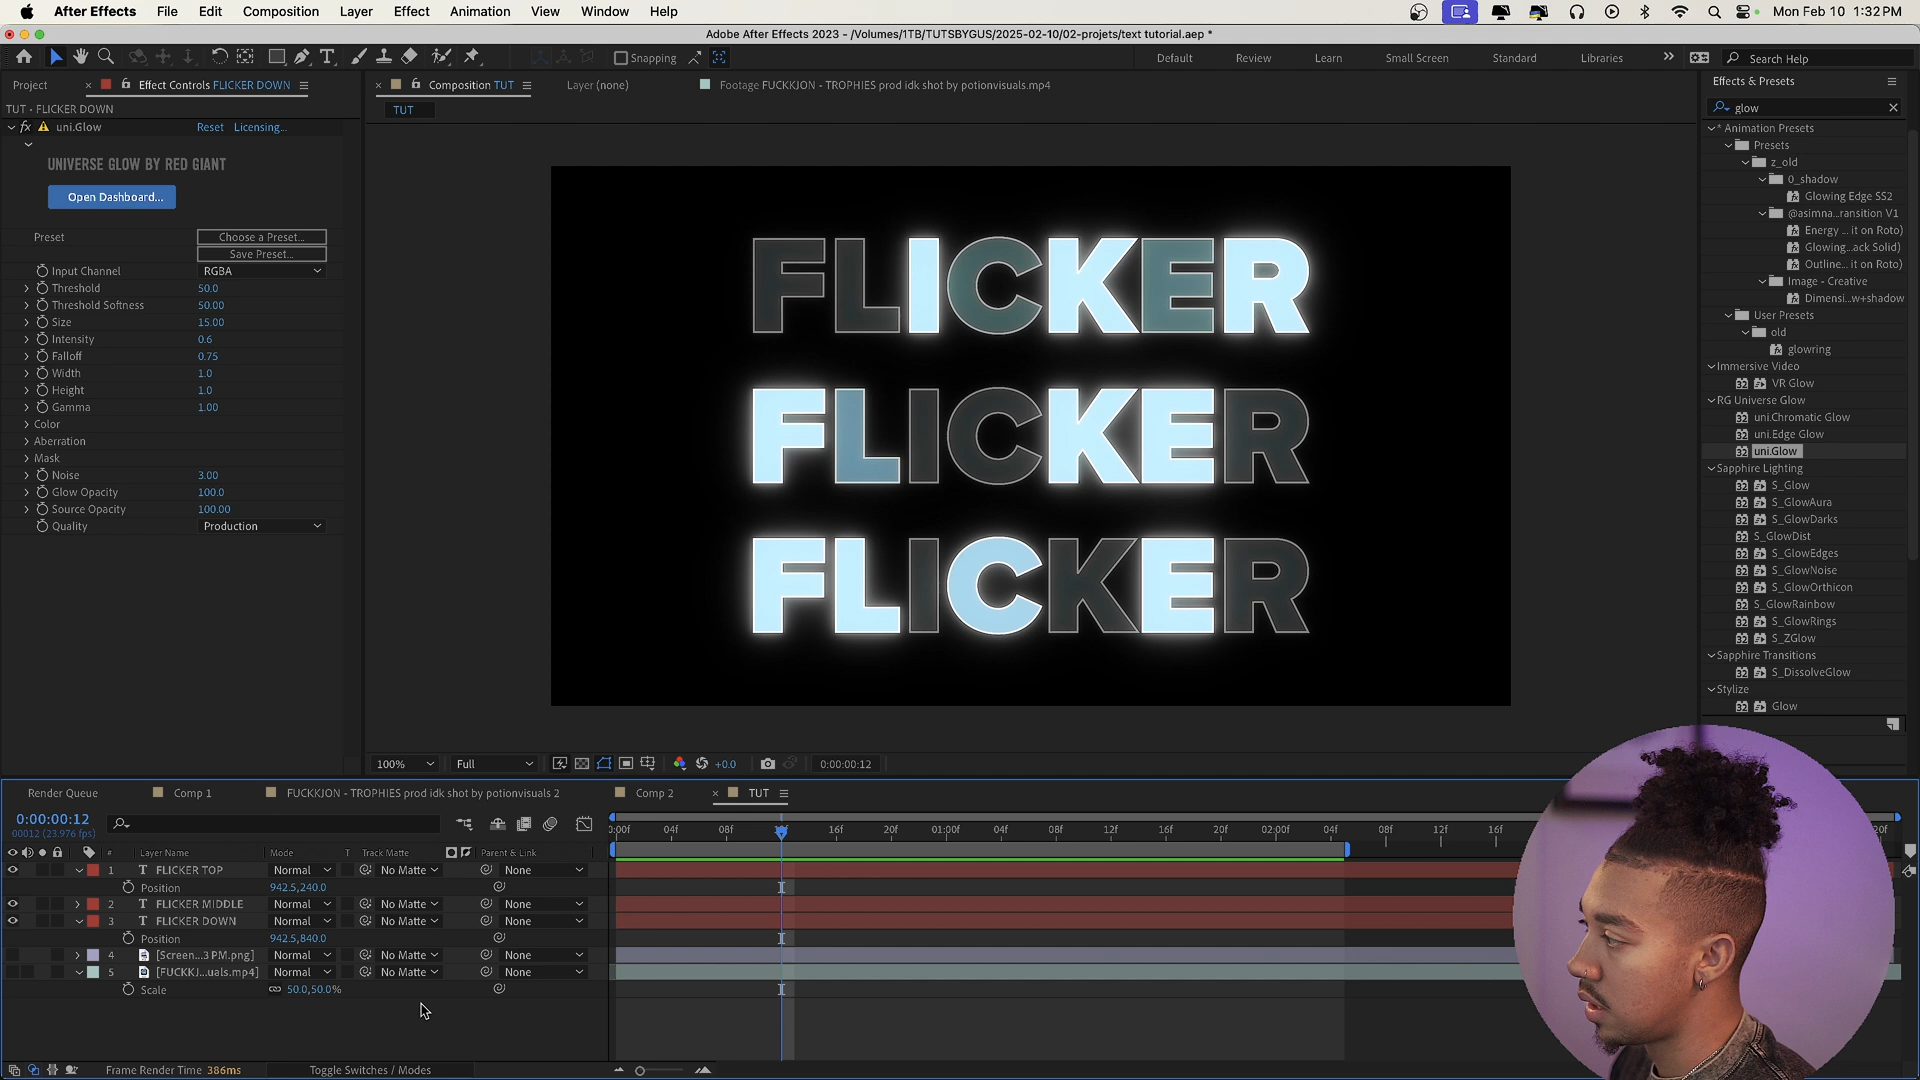 After Effects File Edit Composition Layer Effect Animation View Window Help Mon Feb 10 1:32 PM
Adobe After Effects 2023 - /Volumes/1TB/TUTSBYGUS/2025-02-10/02-projets/text tutorial.aep *
Snapping Default Review Learn Small Screen Standard Libraries Search Help
Project Effect Controls FLICKER DOWN
TUT - FLICKER DOWN
fx uni.Glow Reset Licensing...
UNIVERSE GLOW BY RED GIANT
Open Dashboard...
Preset Choose a Preset...
Save Preset...
Input Channel RGBA
Threshold 50.0
Threshold Softness 50.00
Size 15.00
Intensity 0.6
Falloff 0.75
Width 1.0
Height 1.0
Gamma 1.00
Color
Aberration
Mask
Noise 3.00
Glow Opacity 100.0
Source Opacity 100.00
Quality Production
Composition TUT Layer (none) Footage FUCKKJON - TROPHIES prod idk shot by potionvisuals.mp4
TUT
FLICKER
FLICKER
FLICKER
100% Full +0.0 0:00:00:12
Effects & Presets
glow
* Animation Presets
Presets
z_old
0_shadow
Glowing Edge SS2
@asimna...ransition V1
Energy ... it on Roto)
Glowing...ack Solid)
Outline... it on Roto)
Image - Creative
Dimensi...w+shadow
User Presets
old
glowring
Immersive Video
VR Glow
RG Universe Glow
uni.Chromatic Glow
uni.Edge Glow
uni.Glow
Sapphire Lighting
S_Glow
S_GlowAura
S_GlowDarks
S_GlowDist
S_GlowEdges
S_GlowNoise
S_GlowOrthicon
S_GlowRainbow
S_GlowRings
S_ZGlow
Sapphire Transitions
S_DissolveGlow
Stylize
Glow
Render Queue Comp 1 FUCKKJON - TROPHIES prod idk shot by potionvisuals 2 Comp 2 TUT
0:00:00:12
00012 (23.976 fps)
04f 08f 16f 20f 01:00f 04f 08f 12f 16f 20f 02:00f 04f 08f 12f 16f
# Layer Name Mode T Track Matte Parent & Link
1 T FLICKER TOP Normal No Matte None
Position 942.5,240.0
2 T FLICKER MIDDLE Normal No Matte None
3 T FLICKER DOWN Normal No Matte None
Position 942.5,840.0
4 [Screen...3 PM.png] Normal No Matte None
5 [FUCKKJ...uals.mp4] Normal No Matte None
Scale 50.0,50.0%
Frame Render Time 386ms Toggle Switches / Modes